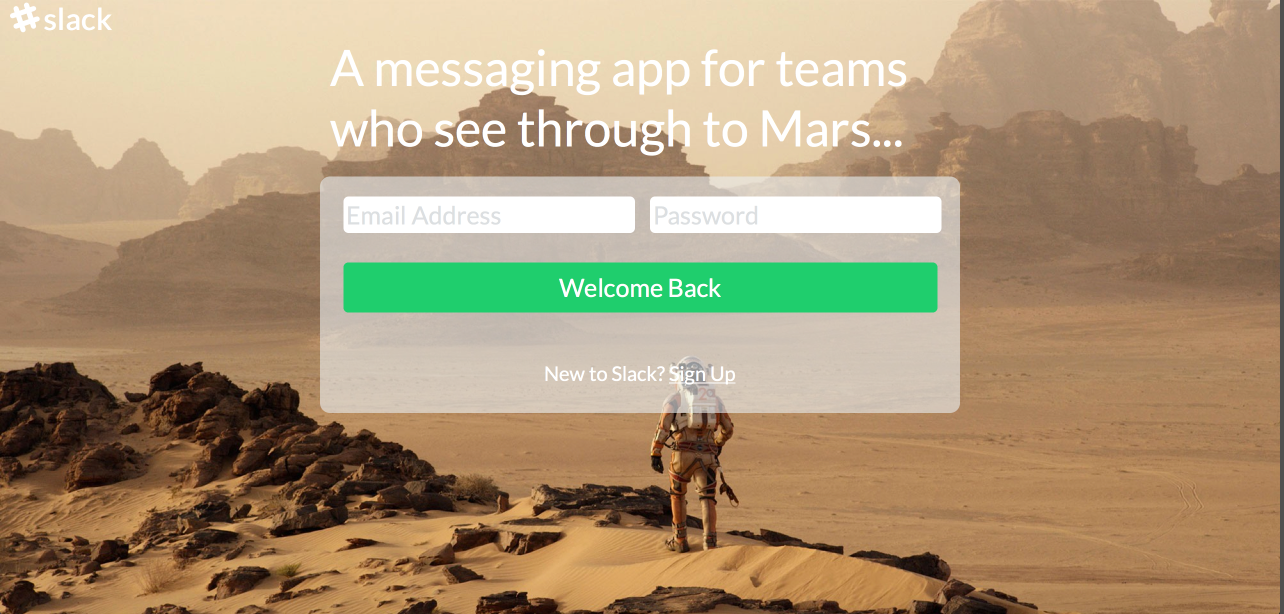 slack
A messaging app for teams
who see through to Mars...
Email Address
Password
Welcome Back
New to Slack? Sign Up